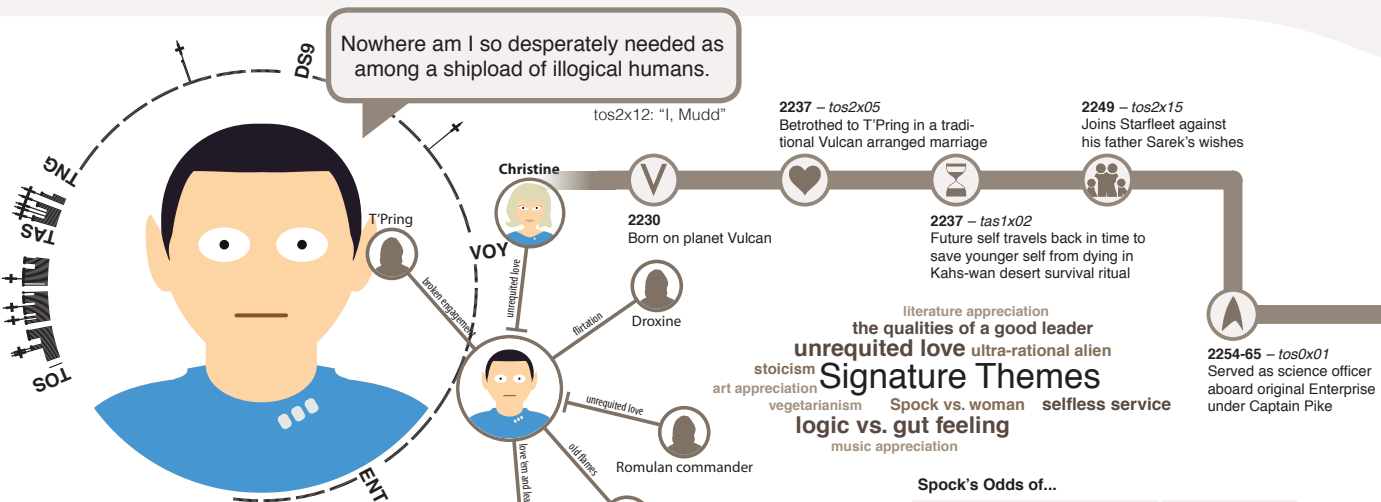 Nowhere am I so desperately needed as
among a shipload of illogical humans.
tos2x12: “I, Mudd”
DS9
TNG
TAS
TOS
VOY
ENT
T’Pring
broken engagement
Christine
unrequited love
flirtation
Droxine
unrequited love
Romulan commander
old flames
love ’em and
V
2230
Born on planet Vulcan
2237 – tos2x05
Betrothed to T’Pring in a tradi-
tional Vulcan arranged marriage
2237 – tas1x02
Future self travels back in time to
save younger self from dying in
Kahs-wan desert survival ritual
2249 – tos2x15
Joins Starfleet against
his father Sarek’s wishes
2254-65 – tos0x01
Served as science officer
aboard original Enterprise
under Captain Pike
literature appreciation
the qualities of a good leader
unrequited love ultra-rational alien
stoicism
Signature Themes
art appreciation
vegetarianism Spock vs. woman selfless service
logic vs. gut feeling
music appreciation
Spock’s Odds of...